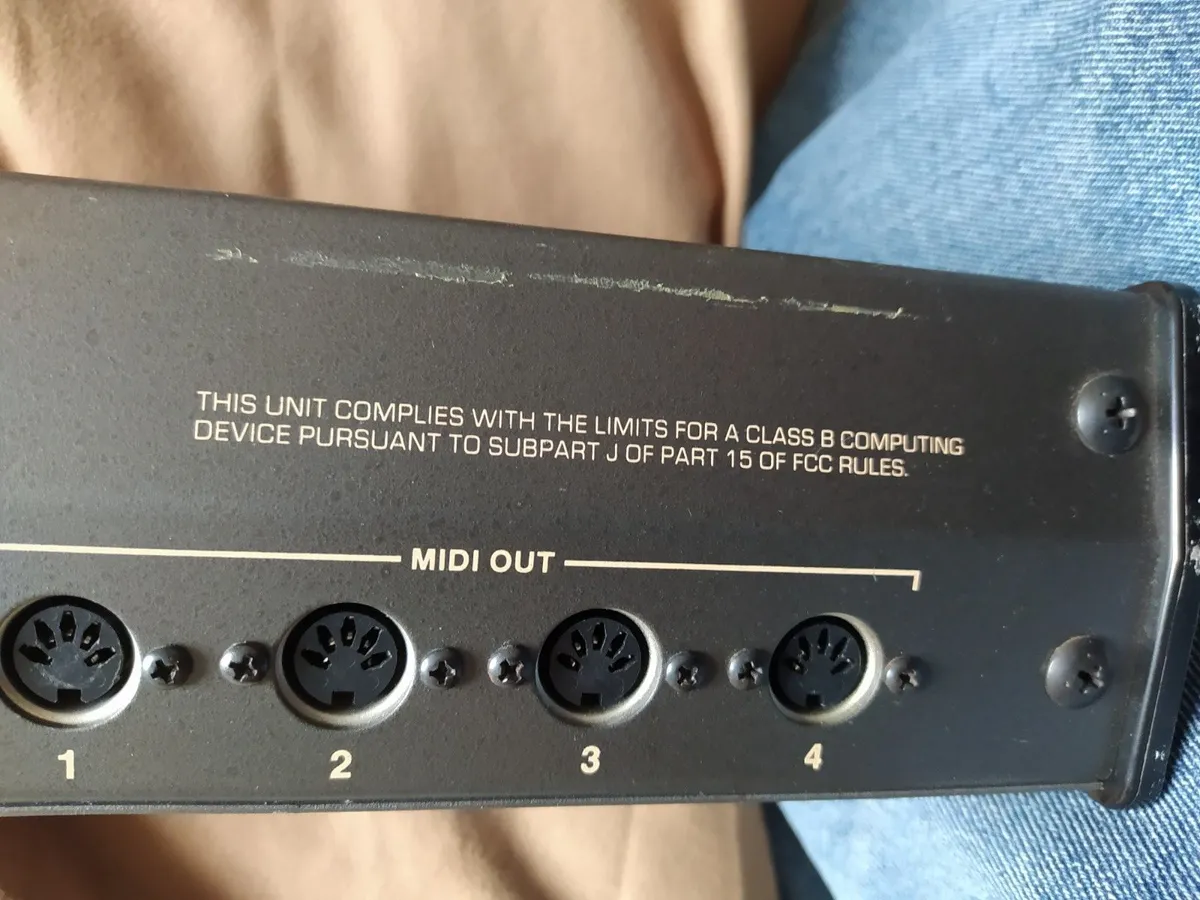 THIS UNIT COMPLIES WITH THE LIMITS FOR A CLASS B COMPUTING
DEVICE PURSUANT TO SUBPART J OF PART 15 OF FCC RULES.
MIDI OUT
1 2 3 4